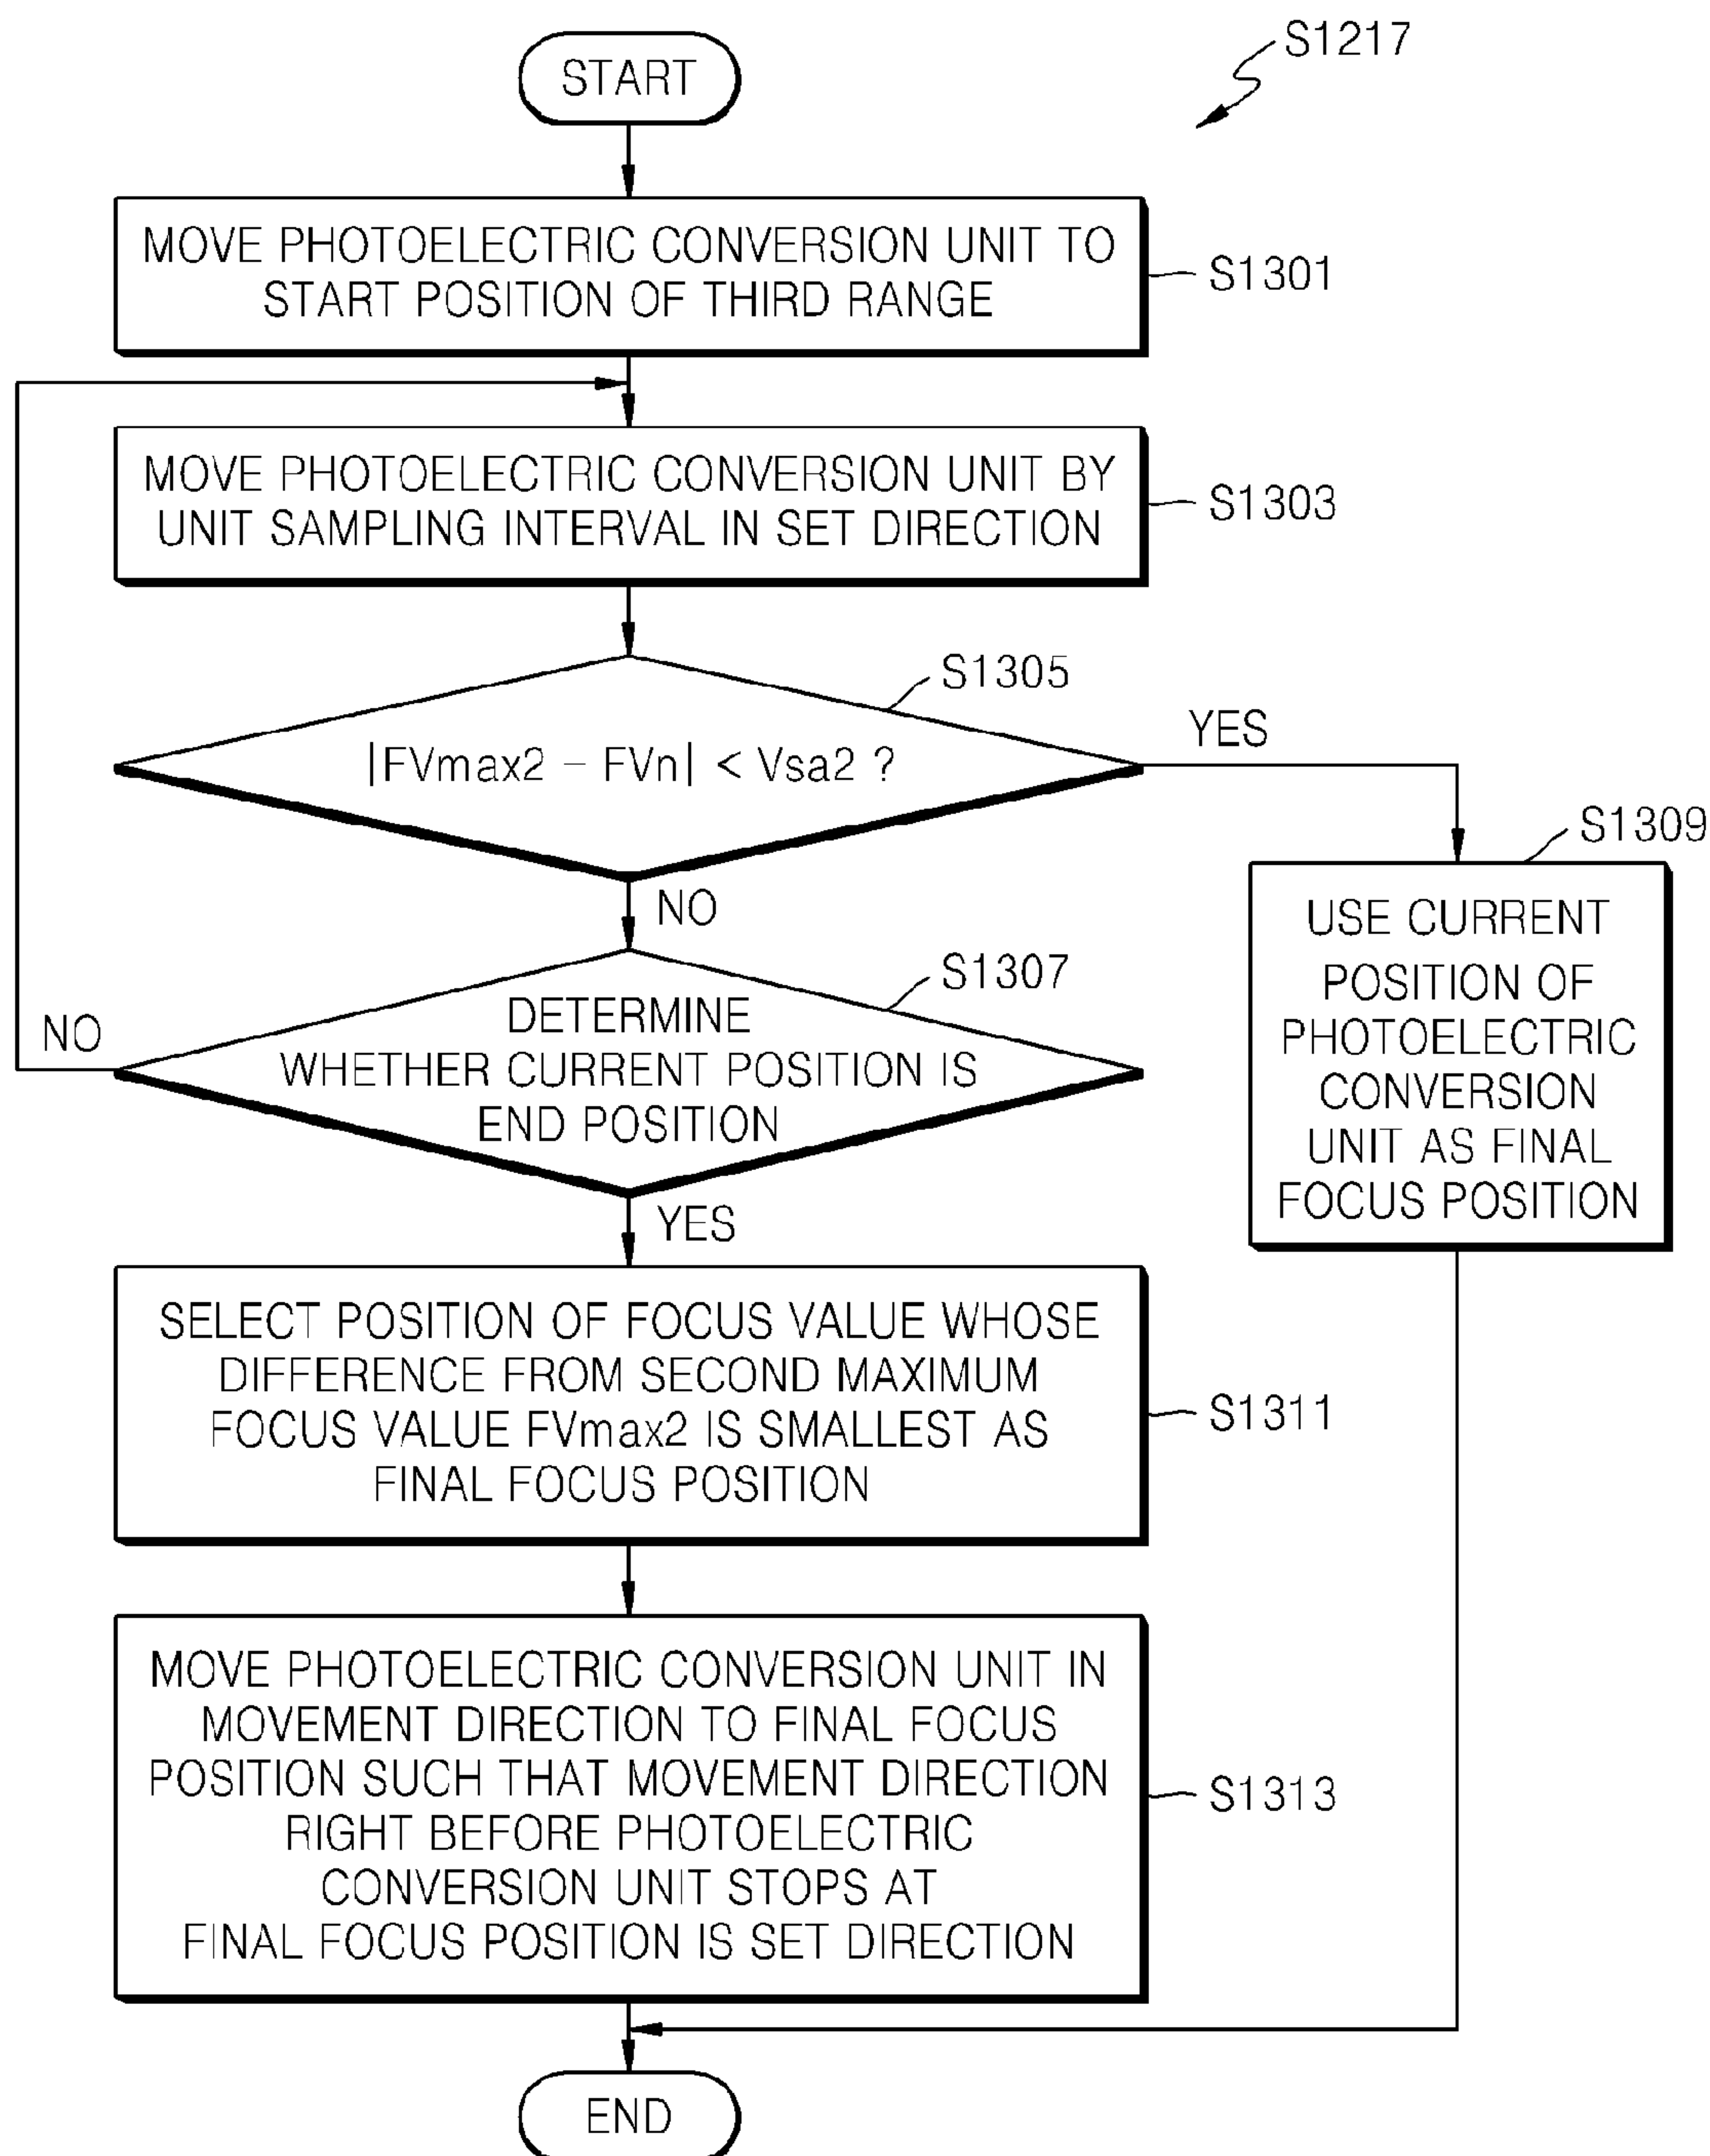 S1217
START
MOVE PHOTOELECTRIC CONVERSION UNIT TO
START POSITION OF THIRD RANGE
S1301
MOVE PHOTOELECTRIC CONVERSION UNIT BY
UNIT SAMPLING INTERVAL IN SET DIRECTION
S1303
S1305
|FVmax2 – FVn| < Vsa2 ?
YES
NO
S1309
USE CURRENT
POSITION OF
PHOTOELECTRIC
CONVERSION
UNIT AS FINAL
FOCUS POSITION
S1307
DETERMINE
WHETHER CURRENT POSITION IS
END POSITION
NO
YES
SELECT POSITION OF FOCUS VALUE WHOSE
DIFFERENCE FROM SECOND MAXIMUM
FOCUS VALUE FVmax2 IS SMALLEST AS
FINAL FOCUS POSITION
S1311
MOVE PHOTOELECTRIC CONVERSION UNIT IN
MOVEMENT DIRECTION TO FINAL FOCUS
POSITION SUCH THAT MOVEMENT DIRECTION
RIGHT BEFORE PHOTOELECTRIC
CONVERSION UNIT STOPS AT
FINAL FOCUS POSITION IS SET DIRECTION
S1313
END